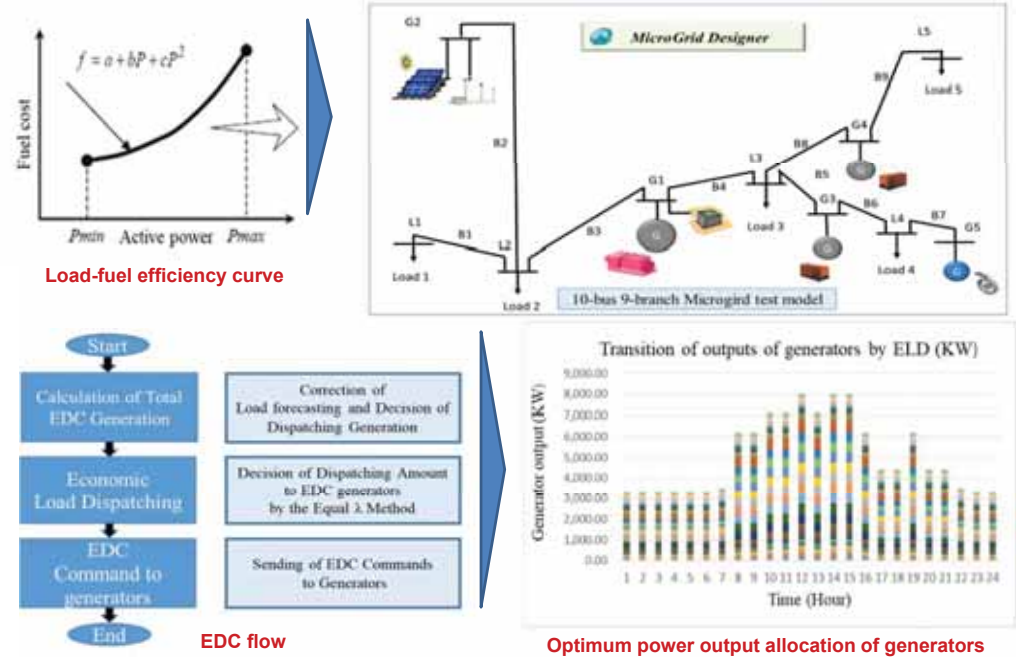 Fuel cost
f = a+bP+cP²
Pmin Active power Pmax
Load-fuel efficiency curve
MicroGrid Designer
G2
B2
L1
B1
L2
Load 1
Load 2
B3
G1
G
B4
L3
Load 3
B8
G4
G
B9
L5
Load 5
B5
G3
G
B6
L4
Load 4
B7
G5
G
10-bus 9-branch Microgird test model
Start
Calculation of Total
EDC Generation
Economic
Load Dispatching
EDC
Command to
generators
End
Correction of
Load forecasting and Decision of
Dispatching Generation
Decision of Dispatching Amount
to EDC generators
by the Equal λ Method
Sending of EDC Commands
to Generators
EDC flow
Transition of outputs of generators by ELD (KW)
Generator output (KW)
9,000.00
8,000.00
7,000.00
6,000.00
5,000.00
4,000.00
3,000.00
2,000.00
1,000.00
0.00
1 2 3 4 5 6 7 8 9 10 11 12 13 14 15 16 17 18 19 20 21 22 23 24
Time (Hour)
Optimum power output allocation of generators